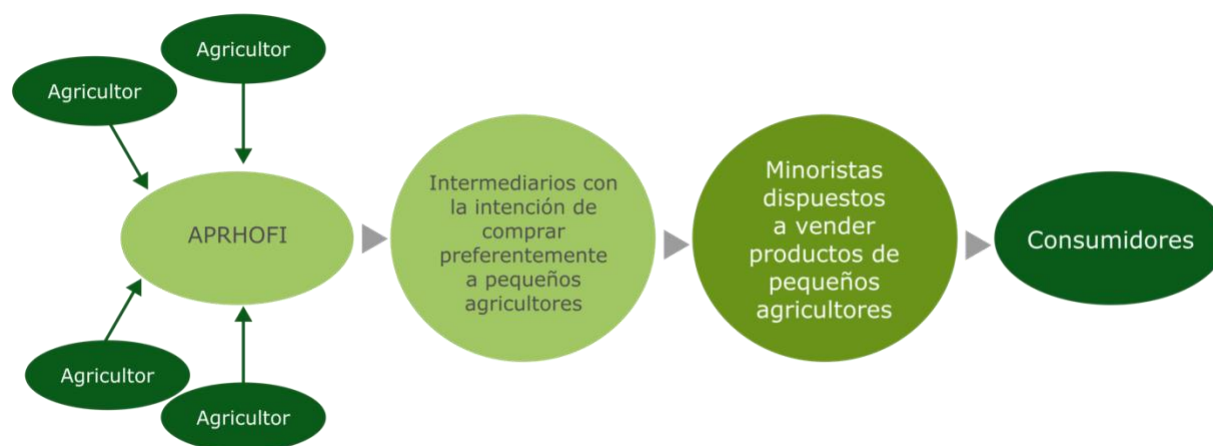 Agricultor
Agricultor
APRHOFI
Agricultor
Agricultor
Intermediarios con
la intención de
comprar
preferentemente
a pequeños
agricultores
Minoristas
dispuestos
a vender
productos de
pequeños
agricultores
Consumidores